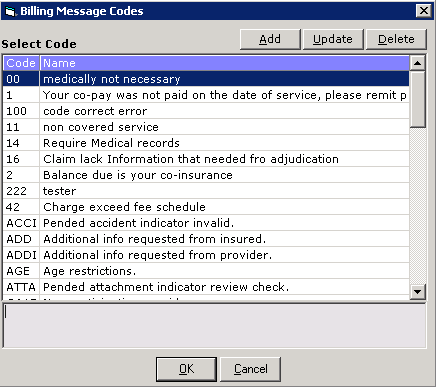 Billing Message Codes
Select Code
Add Update Delete
Code Name
00 medically not necessary
1 Your co-pay was not paid on the date of service, please remit p
100 code correct error
11 non covered service
14 Require Medical records
16 Claim lack Information that needed fro adjudication
2 Balance due is your co-insurance
222 tester
42 Charge exceed fee schedule
ACCI Pended accident indicator invalid.
ADD Additional info requested from insured.
ADDI Additional info requested from provider.
AGE Age restrictions.
ATTA Pended attachment indicator review check.
OK Cancel